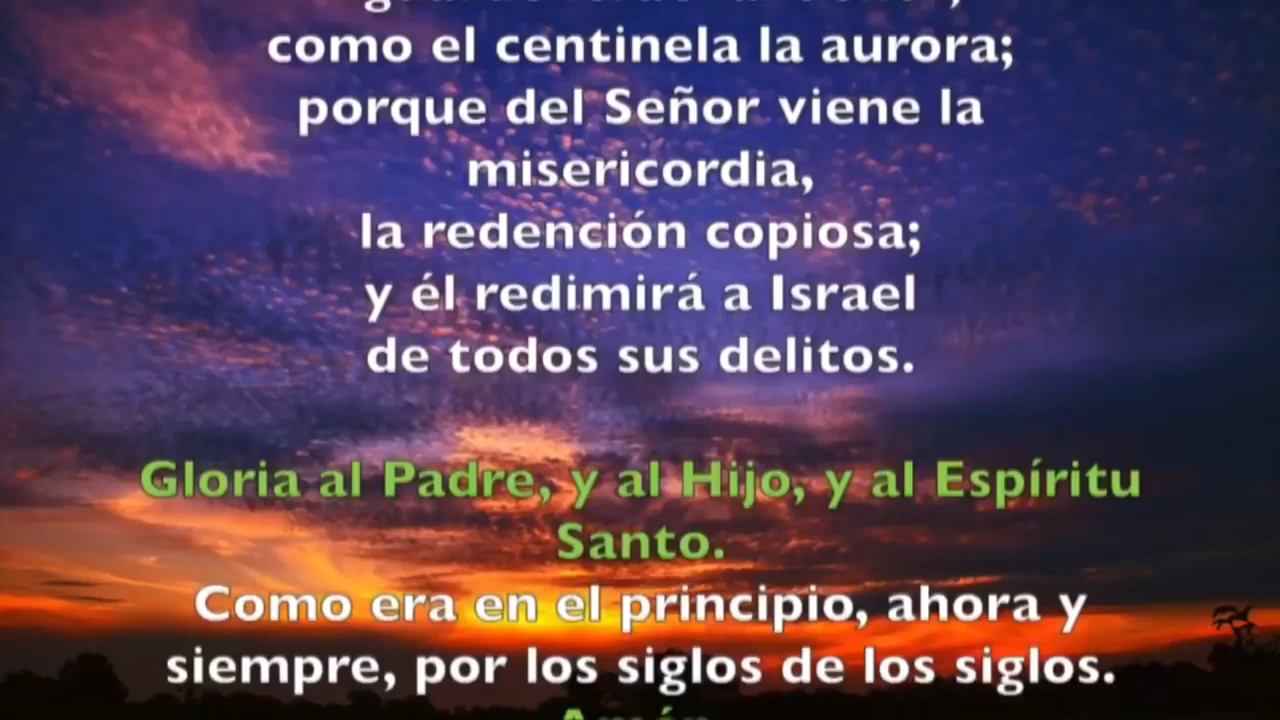 como el centinela la aurora;
porque del Señor viene la
misericordia,
la redención copiosa;
y él redimirá a Israel
de todos sus delitos.
Gloria al Padre, y al Hijo, y al Espíritu
Santo.
Como era en el principio, ahora y
siempre, por los siglos de los siglos.